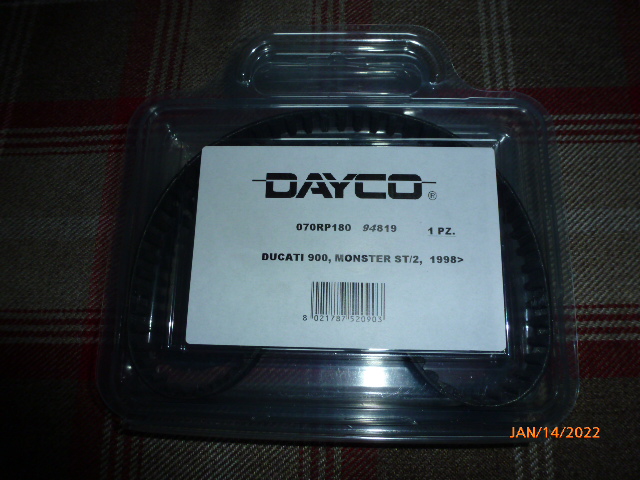 DAYCO®
070RP180 94819 1 PZ.
DUCATI 900, MONSTER ST/2, 1998>
8 021787 520903
JAN/14/2022